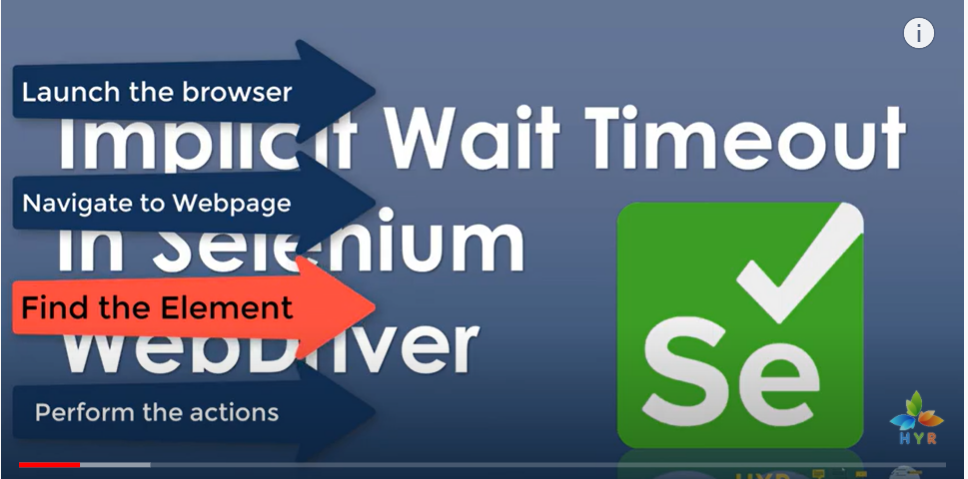 Launch the browser
Implicit Wait Timeout
Navigate to Webpage
in Selenium
Find the Element
WebDriver
Perform the actions
Se
HYR
i